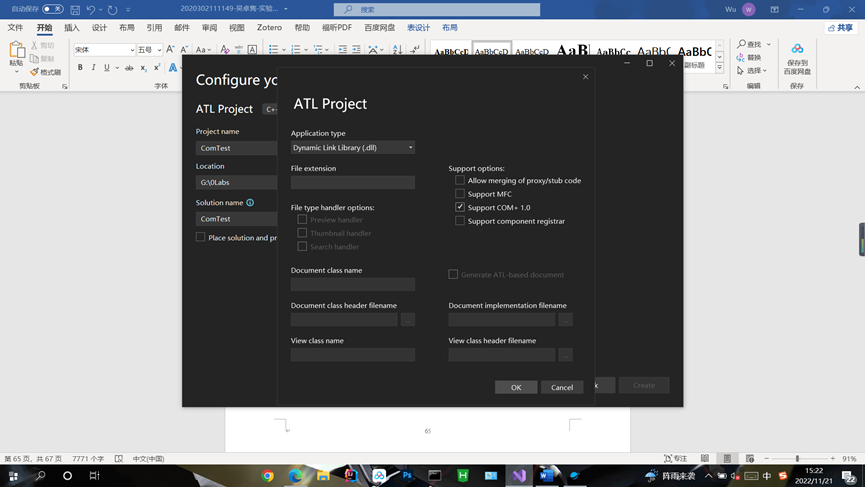 自动保存 关
2020302111149-吴卓隽-实验...
搜索
Wu W
文件 开始 插入 设计 布局 引用 邮件 审阅 视图 Zotero 帮助 福昕PDF 百度网盘 表设计 布局
共享
粘贴
剪切
复制
格式刷
剪贴板
宋体 五号
B I U ab x₂ x² A
字体
AaBbCcD AaBbCcD AaB AaBbCc AaBbC AaBbC
副标题
查找
替换
选择
编辑
保存到
百度网盘
保存
ATL Project C+
Project name
ComTest
Location
G:\0Labs
Solution name
ComTest
Place solution and pr
Create
ATL Project
Application type
Dynamic Link Library (.dll)
File extension
File type handler options:
Preview handler
Thumbnail handler
Search handler
Support options:
Allow merging of proxy/stub code
Support MFC
Support COM+ 1.0
Support component registrar
Document class name
Generate ATL-based document
Document class header filename
...
Document implementation filename
...
View class name
View class header filename
...
OK Cancel
65
第 65 页，共 67 页 7771 个字 中文(中国)
专注
91%
阵雨来袭
中
15:22
2022/11/21
22